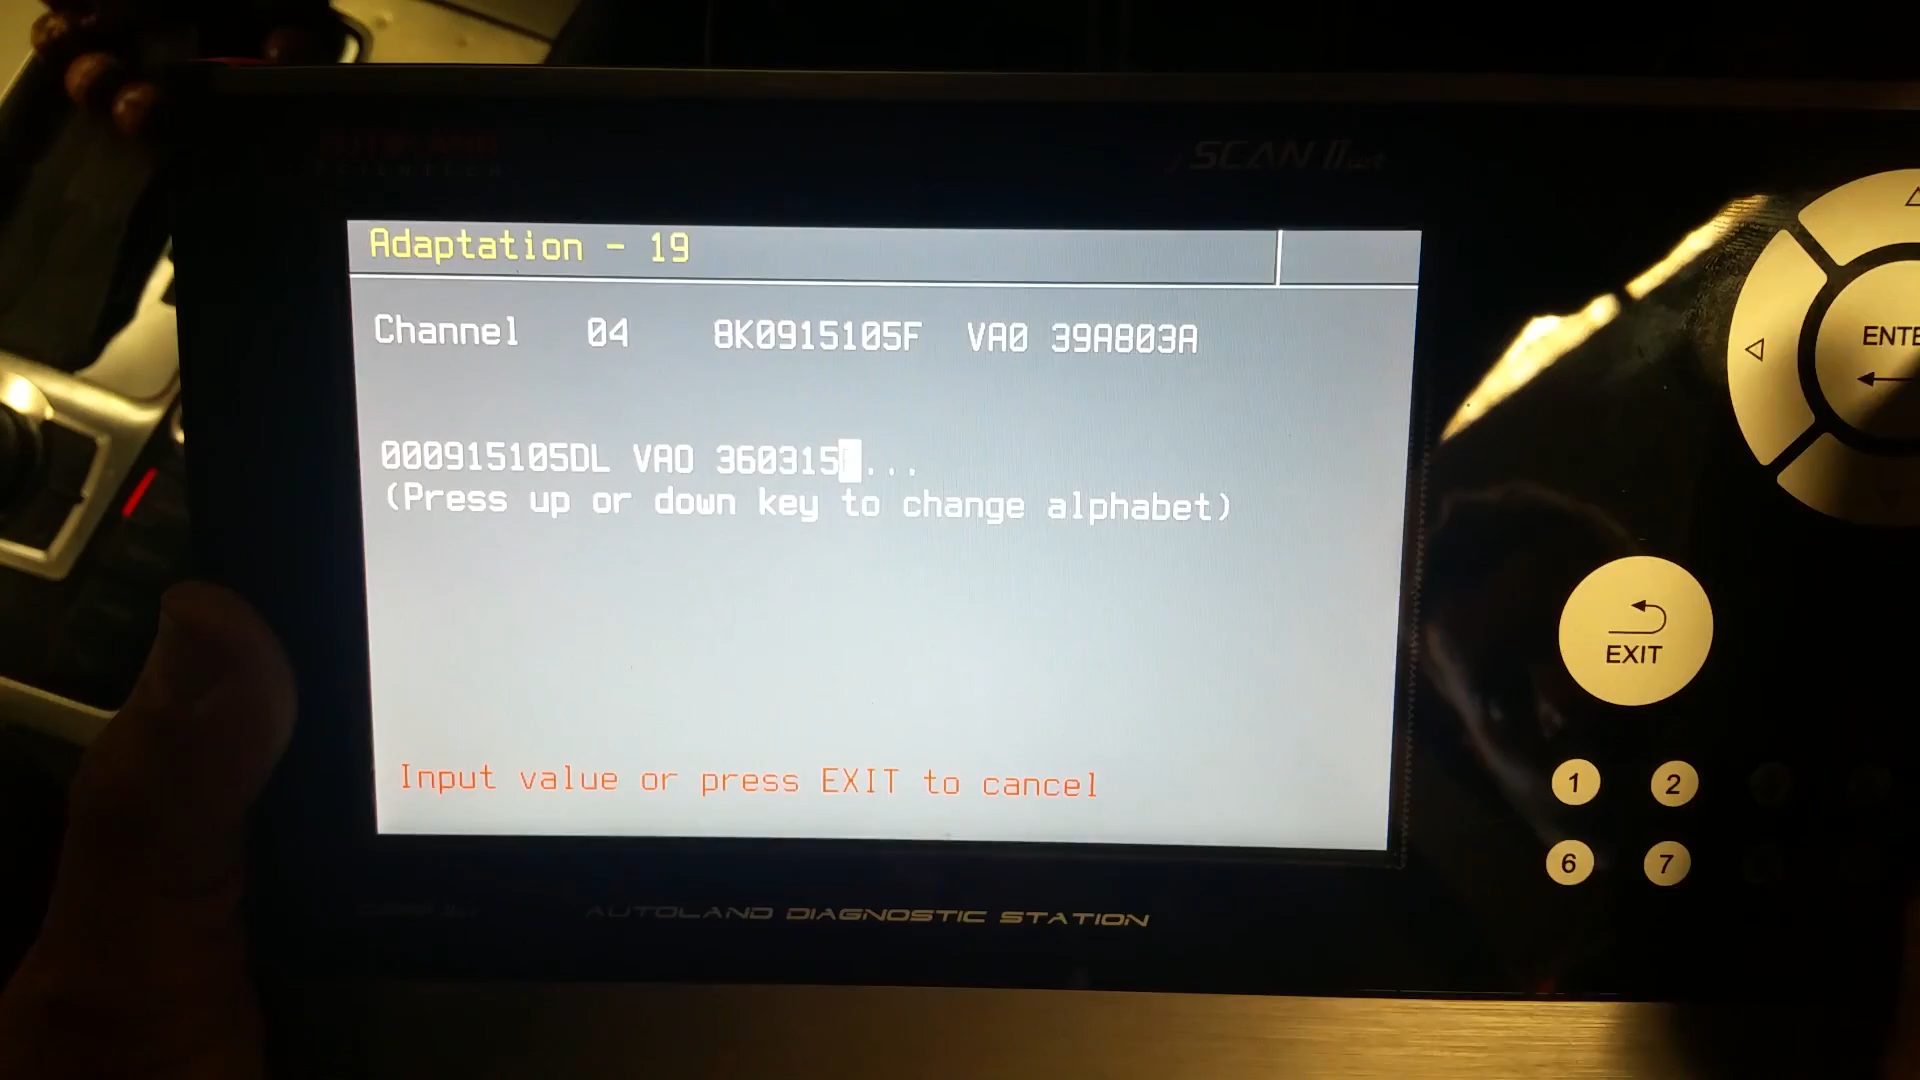 SCAN II
Adaptation - 19
Channel 04 8K0915105F VA0 39A803A
000915105DL VAO 360315 ...
(Press up or down key to change alphabet)
Input value or press EXIT to cancel
AUTOLAND DIAGNOSTIC STATION
ENTE
EXIT
1 2
6 7